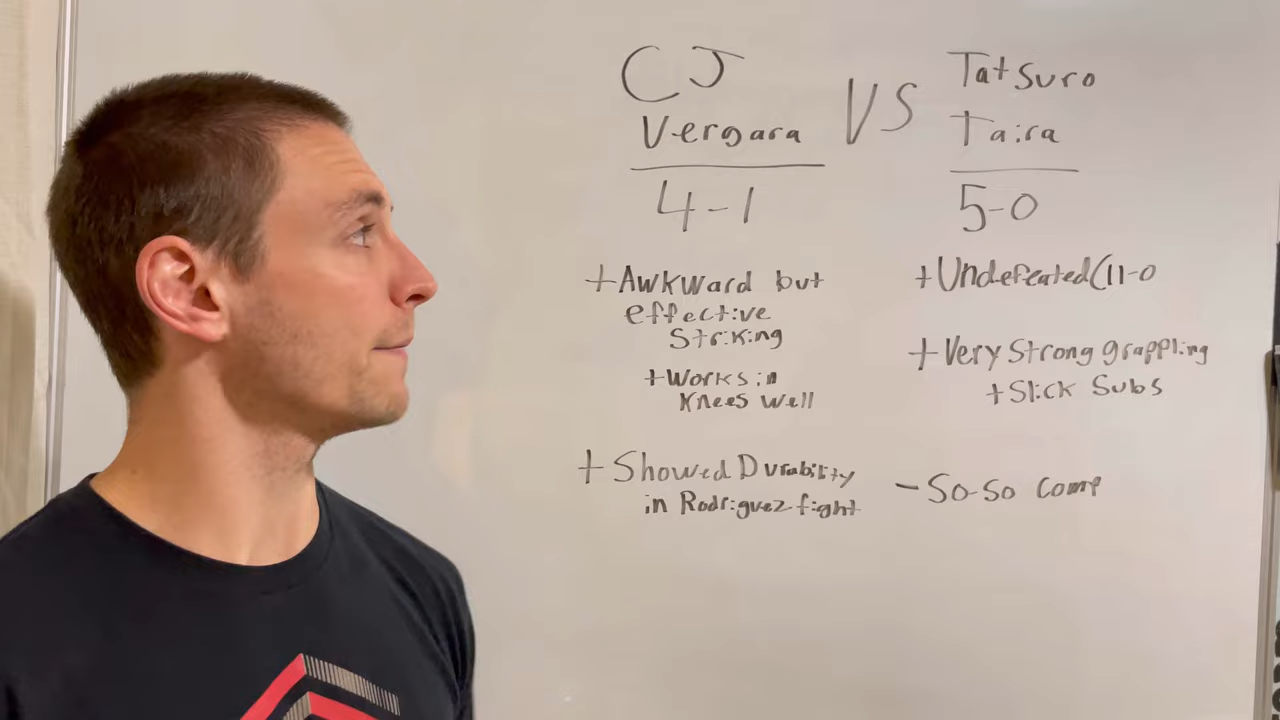 CJ
Vergara
VS
Tatsuro
Taira
4-1
5-0
+Awkward but
effective
Striking
+Works in
Knees well
+Showed Durability
in Rodriguez fight
+Undefeated(11-0
+Very Strong grappling
+Slick Subs
-So-So comp